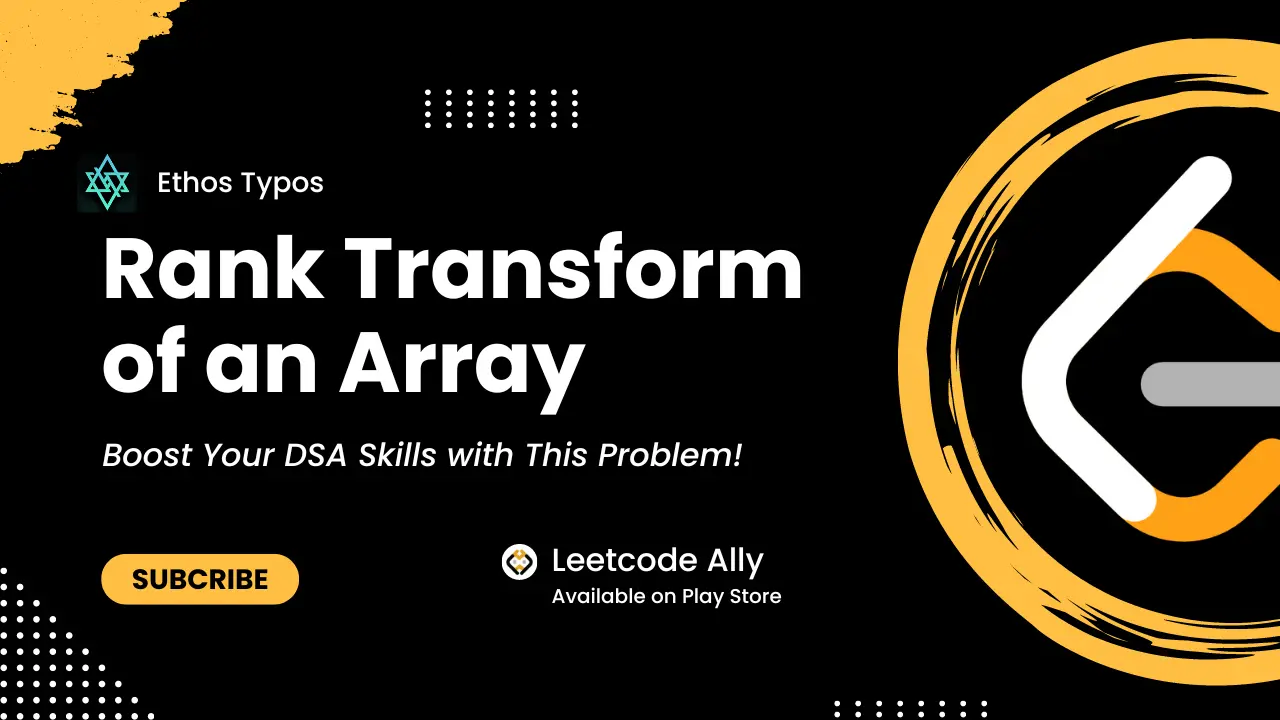 Ethos Typos
Rank Transform
of an Array
Boost Your DSA Skills with This Problem!
SUBCRIBE
Leetcode Ally
Available on Play Store